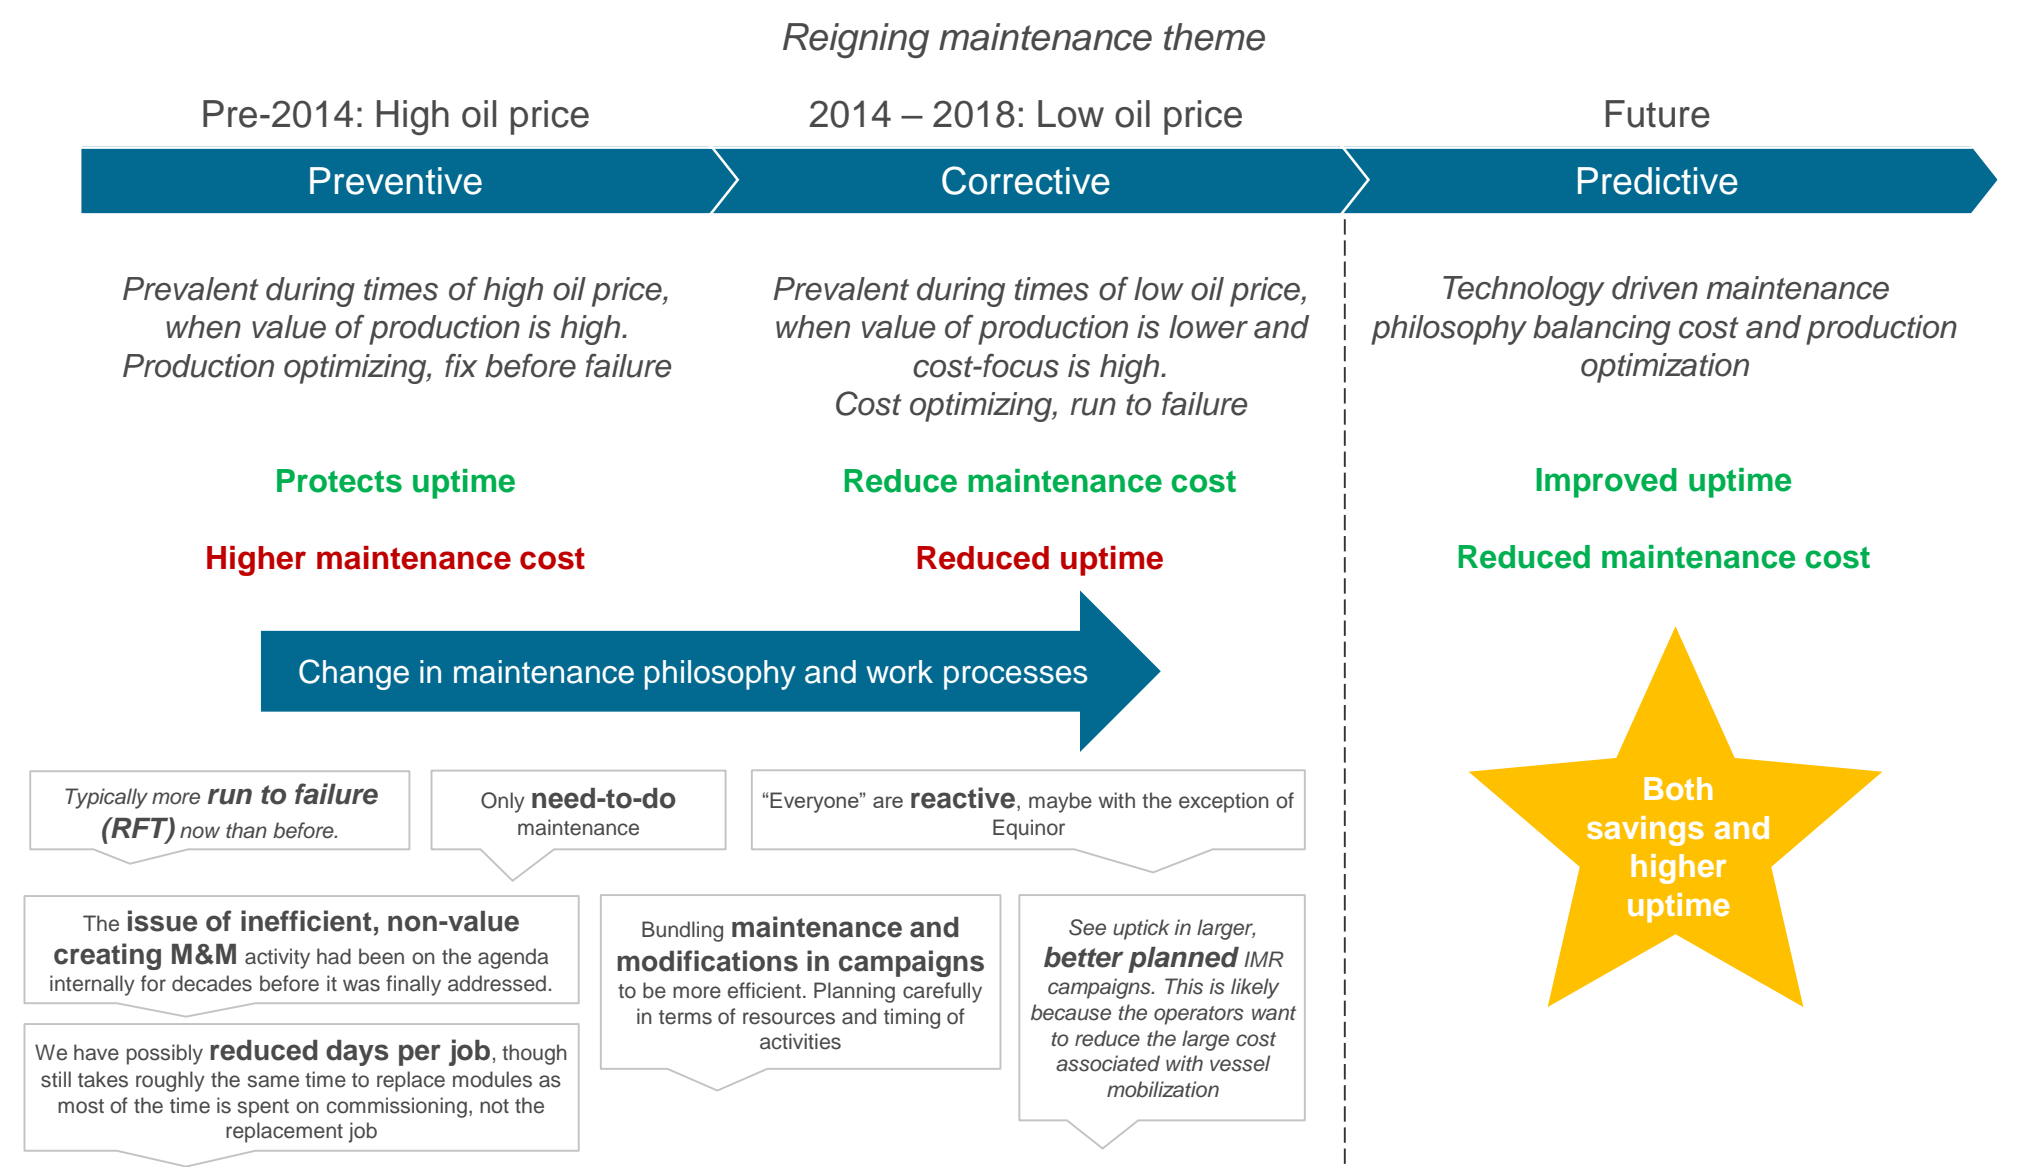 Reigning maintenance theme
Pre-2014: High oil price
2014 – 2018: Low oil price
Future
Preventive
Corrective
Predictive
Prevalent during times of high oil price,
when value of production is high.
Production optimizing, fix before failure
Prevalent during times of low oil price,
when value of production is lower and
cost-focus is high.
Cost optimizing, run to failure
Technology driven maintenance
philosophy balancing cost and production
optimization
Protects uptime
Reduce maintenance cost
Improved uptime
Higher maintenance cost
Reduced uptime
Reduced maintenance cost
Change in maintenance philosophy and work processes
Typically more run to failure
(RFT) now than before.
Only need-to-do
maintenance
“Everyone” are reactive, maybe with the exception of
Equinor
The issue of inefficient, non-value
creating M&M activity had been on the agenda
internally for decades before it was finally addressed.
Bundling maintenance and
modifications in campaigns
to be more efficient. Planning carefully
in terms of resources and timing of
activities
See uptick in larger,
better planned IMR
campaigns. This is likely
because the operators want
to reduce the large cost
associated with vessel
mobilization
We have possibly reduced days per job, though
still takes roughly the same time to replace modules as
most of the time is spent on commissioning, not the
replacement job
Both
savings and
higher
uptime